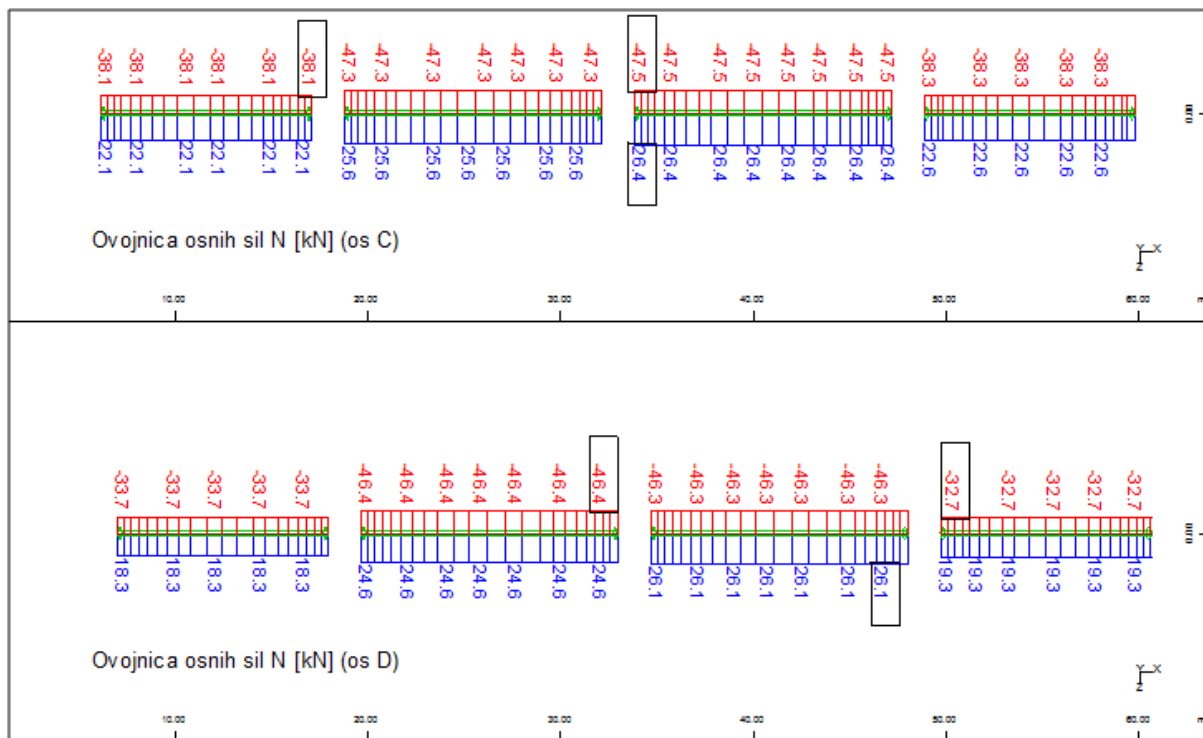 -38.1 -38.1 -38.1 -38.1 -38.1 -38.1 -47.3 -47.3 -47.3 -47.3 -47.3 -47.3 -47.3 -47.5 -47.5 -47.5 -47.5 -47.5 -47.5 -47.5 -47.5 -38.3 -38.3 -38.3 -38.3 -38.3
0.00
22.1 22.1 22.1 22.1 22.1 22.1 25.6 25.6 25.6 25.6 25.6 25.6 25.6 26.4 26.4 26.4 26.4 26.4 26.4 26.4 26.4 22.6 22.6 22.6 22.6 22.6
Ovojnica osnih sil N [kN] (os C)
Y X
Z
10.00 20.00 30.00 40.00 50.00 60.00 m
-33.7 -33.7 -33.7 -33.7 -33.7 -46.4 -46.4 -46.4 -46.4 -46.4 -46.4 -46.4 -46.3 -46.3 -46.3 -46.3 -46.3 -46.3 -46.3 -32.7 -32.7 -32.7 -32.7 -32.7
0.00
18.3 18.3 18.3 18.3 18.3 24.6 24.6 24.6 24.6 24.6 24.6 24.6 26.1 26.1 26.1 26.1 26.1 26.1 26.1 19.3 19.3 19.3 19.3 19.3 19.3
Ovojnica osnih sil N [kN] (os D)
Y X
Z
10.00 20.00 30.00 40.00 50.00 60.00 m